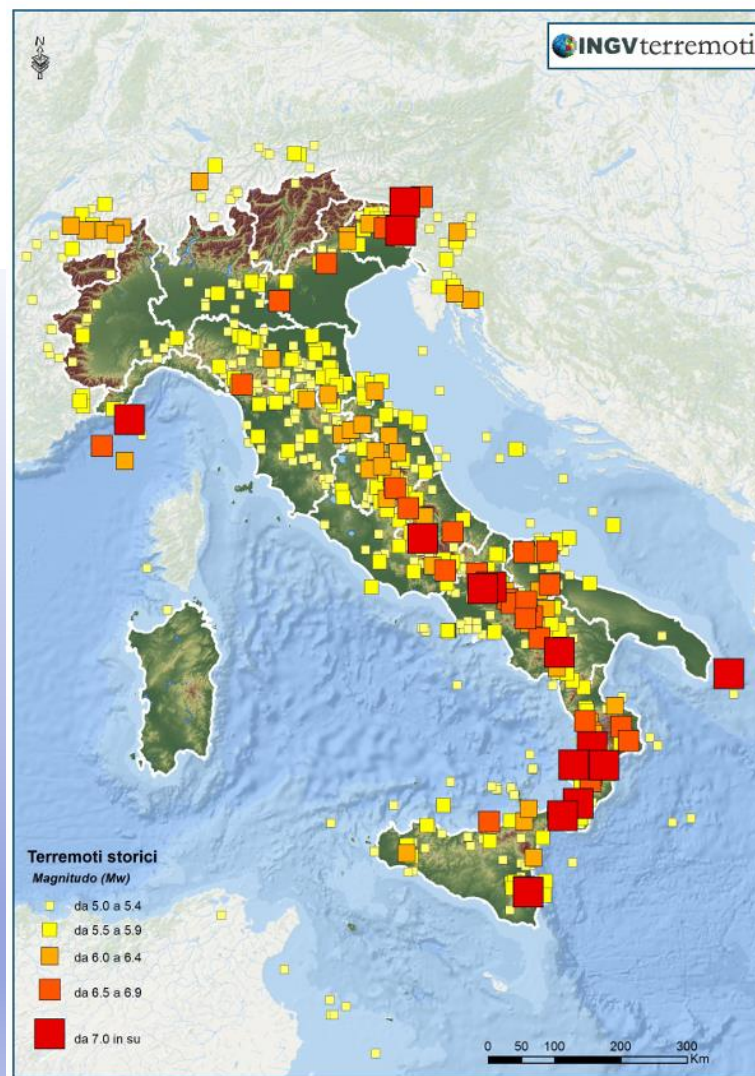 N
INGVterremoti
Terremoti storici
Magnitudo (Mw)
da 5.0 a 5.4
da 5.5 a 5.9
da 6.0 a 6.4
da 6.5 a 6.9
da 7.0 in su
0 50 100 200 300
Km